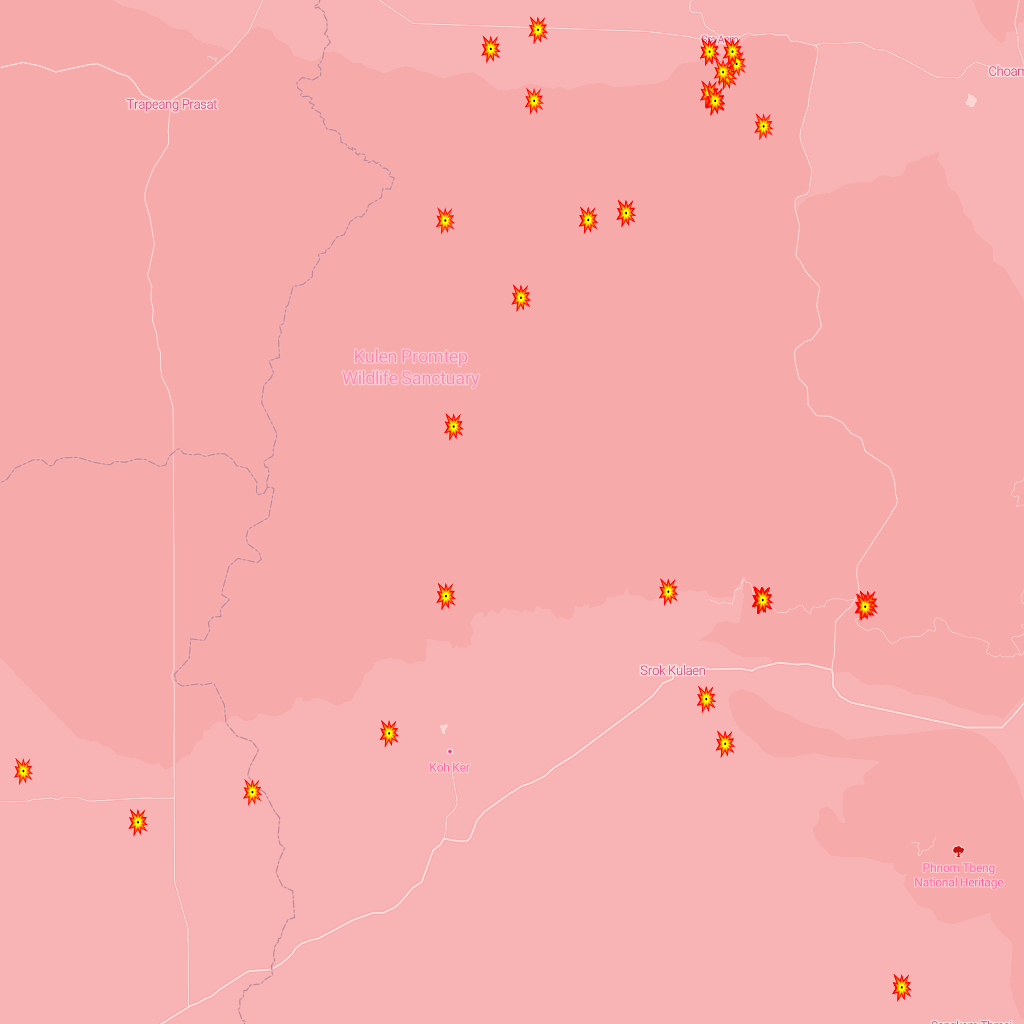 Choam
Trapeang Prasat
Kulen Promtep
Wildlife Sanctuary
Srok Kulaen
Koh Ker
Phnom Tbeng
National Heritage